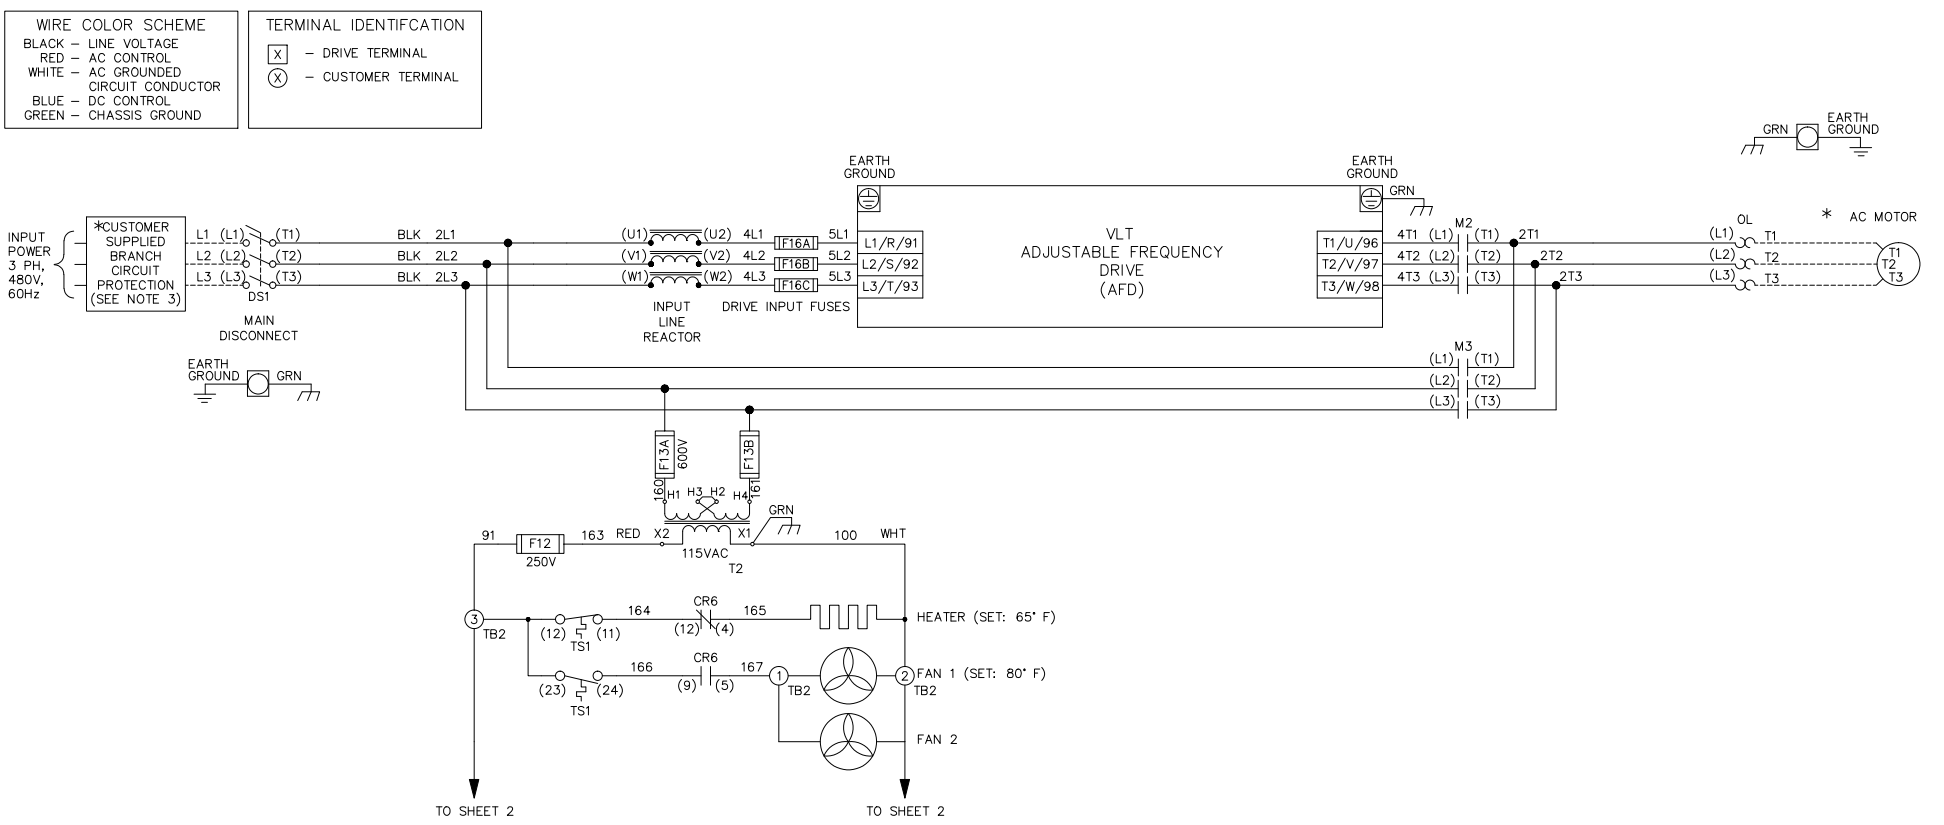 WIRE COLOR SCHEME
BLACK – LINE VOLTAGE
RED – AC CONTROL
WHITE – AC GROUNDED
CIRCUIT CONDUCTOR
BLUE – DC CONTROL
GREEN – CHASSIS GROUND
TERMINAL IDENTIFCATION
X – DRIVE TERMINAL
X – CUSTOMER TERMINAL
INPUT
POWER
3 PH,
480V,
60Hz
*CUSTOMER
SUPPLIED
BRANCH
CIRCUIT
PROTECTION
(SEE NOTE 3)
L1 (L1) (T1) BLK 2L1
L2 (L2) (T2) BLK 2L2
L3 (L3) (T3) BLK 2L3
DS1
MAIN
DISCONNECT
EARTH
GROUND
GRN
(U1) (U2) 4L1 F16A 5L1
(V1) (V2) 4L2 F16B 5L2
(W1) (W2) 4L3 F16C 5L3
INPUT
LINE
REACTOR
DRIVE INPUT FUSES
EARTH
GROUND
L1/R/91
L2/S/92
L3/T/93
VLT
ADJUSTABLE FREQUENCY
DRIVE
(AFD)
EARTH
GROUND
GRN
T1/U/96
T2/V/97
T3/W/98
M2
4T1 (L1) (T1) 2T1
4T2 (L2) (T2) 2T2
4T3 (L3) (T3) 2T3
M3
(L1) (T1)
(L2) (T2)
(L3) (T3)
GRN
EARTH
GROUND
OL
(L1) T1
(L2) T2
(L3) T3
* AC MOTOR
T1
T2
T3
F13A
600V
F13B
160
161
H1 H3 H2 H4
GRN
91 F12 163 RED X2 X1 100 WHT
250V
115VAC
T2
3
TB2
(12) (11)
TS1
164
CR6
(12) (4)
165
HEATER (SET: 65° F)
(23) (24)
TS1
166
CR6
(9) (5)
167
1
TB2
2
TB2
FAN 1 (SET: 80° F)
FAN 2
TO SHEET 2
TO SHEET 2